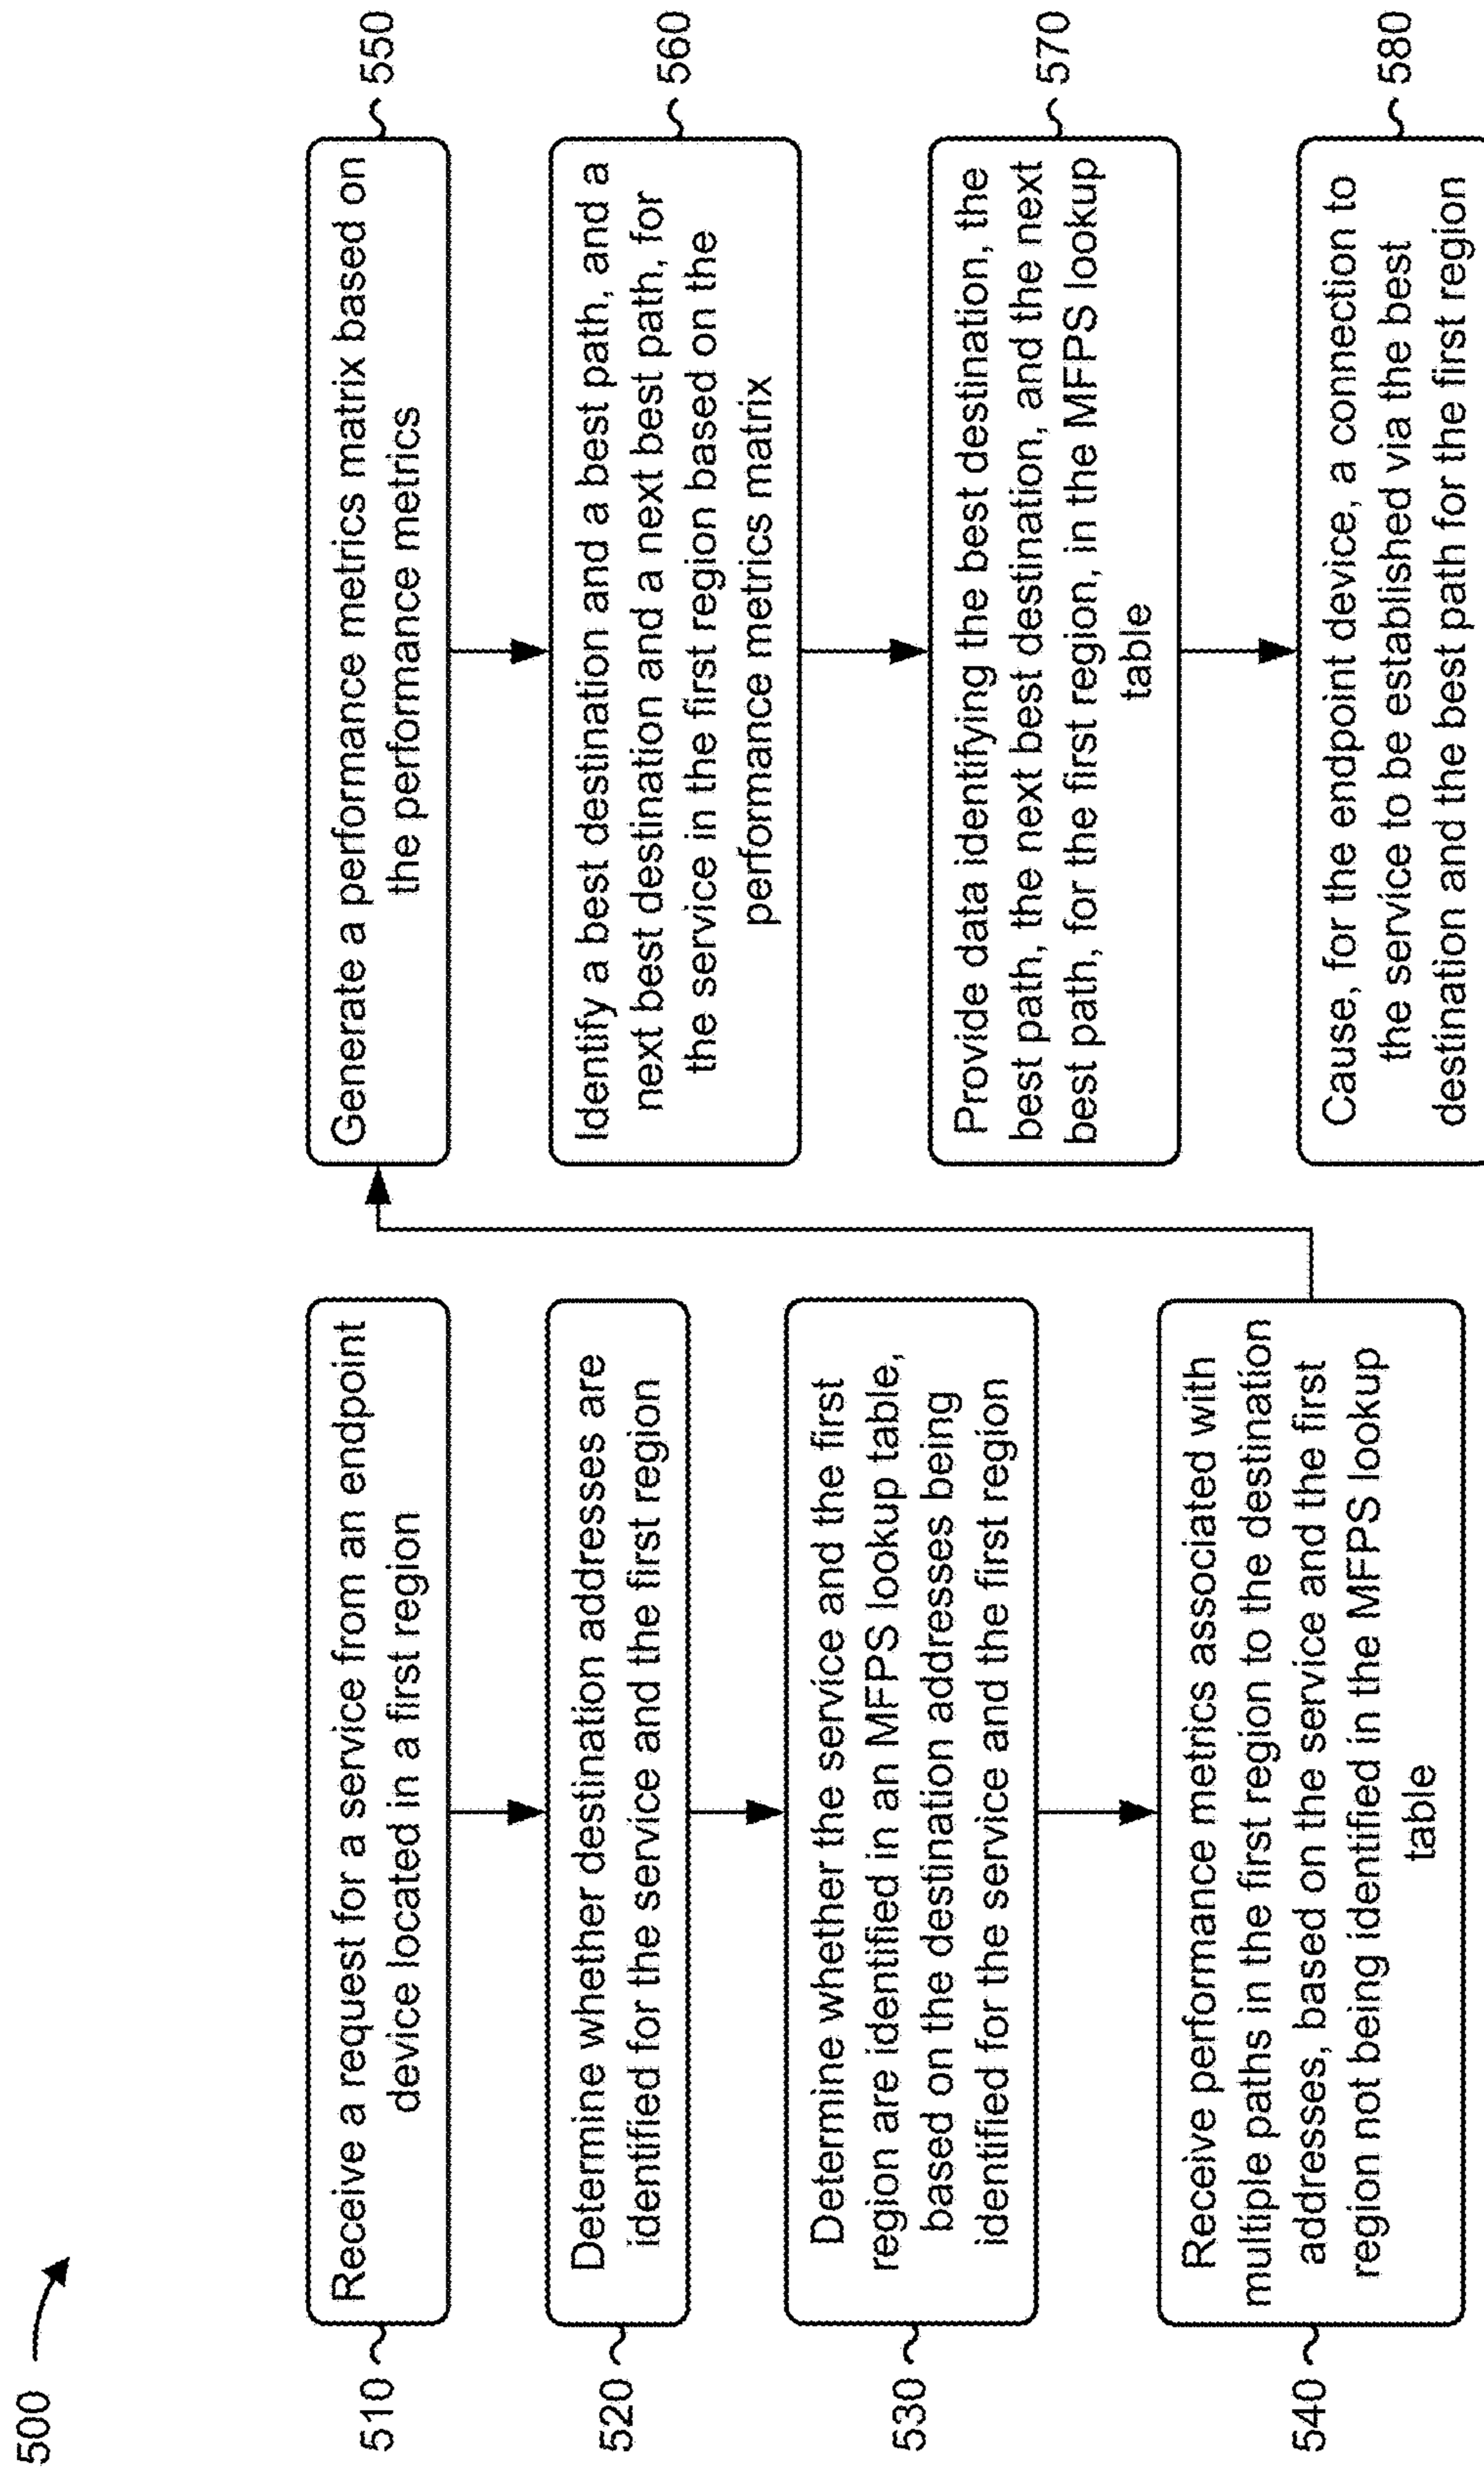 500
510
Receive a request for a service from an endpoint
device located in a first region
520
Determine whether destination addresses are
identified for the service and the first region
530
Determine whether the service and the first
region are identified in an MFPS lookup table,
based on the destination addresses being
identified for the service and the first region
540
Receive performance metrics associated with
multiple paths in the first region to the destination
addresses, based on the service and the first
region not being identified in the MFPS lookup
table
550
Generate a performance metrics matrix based on
the performance metrics
560
Identify a best destination and a best path, and a
next best destination and a next best path, for
the service in the first region based on the
performance metrics matrix
570
Provide data identifying the best destination, the
best path, the next best destination, and the next
best path, for the first region, in the MFPS lookup
table
580
Cause, for the endpoint device, a connection to
the service to be established via the best
destination and the best path for the first region